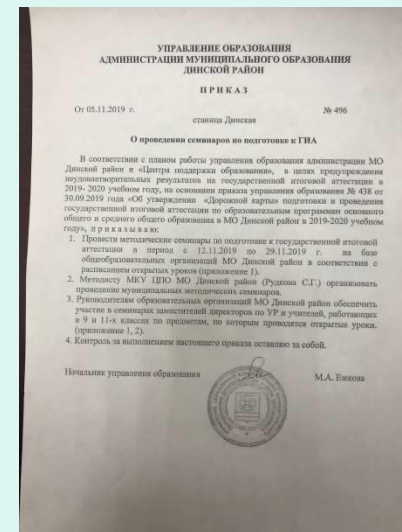 УПРАВЛЕНИЕ ОБРАЗОВАНИЯ
АДМИНИСТРАЦИИ МУНИЦИПАЛЬНОГО ОБРАЗОВАНИЯ
ДИНСКОЙ РАЙОН
ПРИКАЗ
От 05.11.2019 г. № 496
станица Динская
О проведении семинаров по подготовке к ГИА
В соответствии с планом работы управления образования администрации МО
Динской район и «Центра поддержки образования», в целях предупреждения
неудовлетворительных результатов на государственной итоговой аттестации в
2019- 2020 учебном году, на основании приказа управления образования № 438 от
30.09.2019 года «Об утверждении «Дорожной карты» подготовки и проведения
государственной итоговой аттестации по образовательным программам основного
общего и среднего общего образования в МО Динской район в 2019-2020 учебном
году», п р и к а з ы в а ю:
1. Провести методические семинары по подготовке к государственной итоговой
аттестации в период с 12.11.2019 по 29.11.2019 г. на базе
общеобразовательных организаций МО Динской район в соответствии с
расписанием открытых уроков (приложение 1).
2. Методисту МКУ ЦПО МО Динской район (Рудкова С.Г.) организовать
проведение муниципальных методических семинаров.
3. Руководителям образовательных организаций МО Динской район обеспечить
участие в семинарах заместителей директоров по УР и учителей, работающих
в 9 и 11-х классах по предметам, по которым проводятся открытые уроки.
(приложение 1, 2).
4. Контроль за выполнением настоящего приказа оставляю за собой.
Начальник управления образования М.А. Ежкова